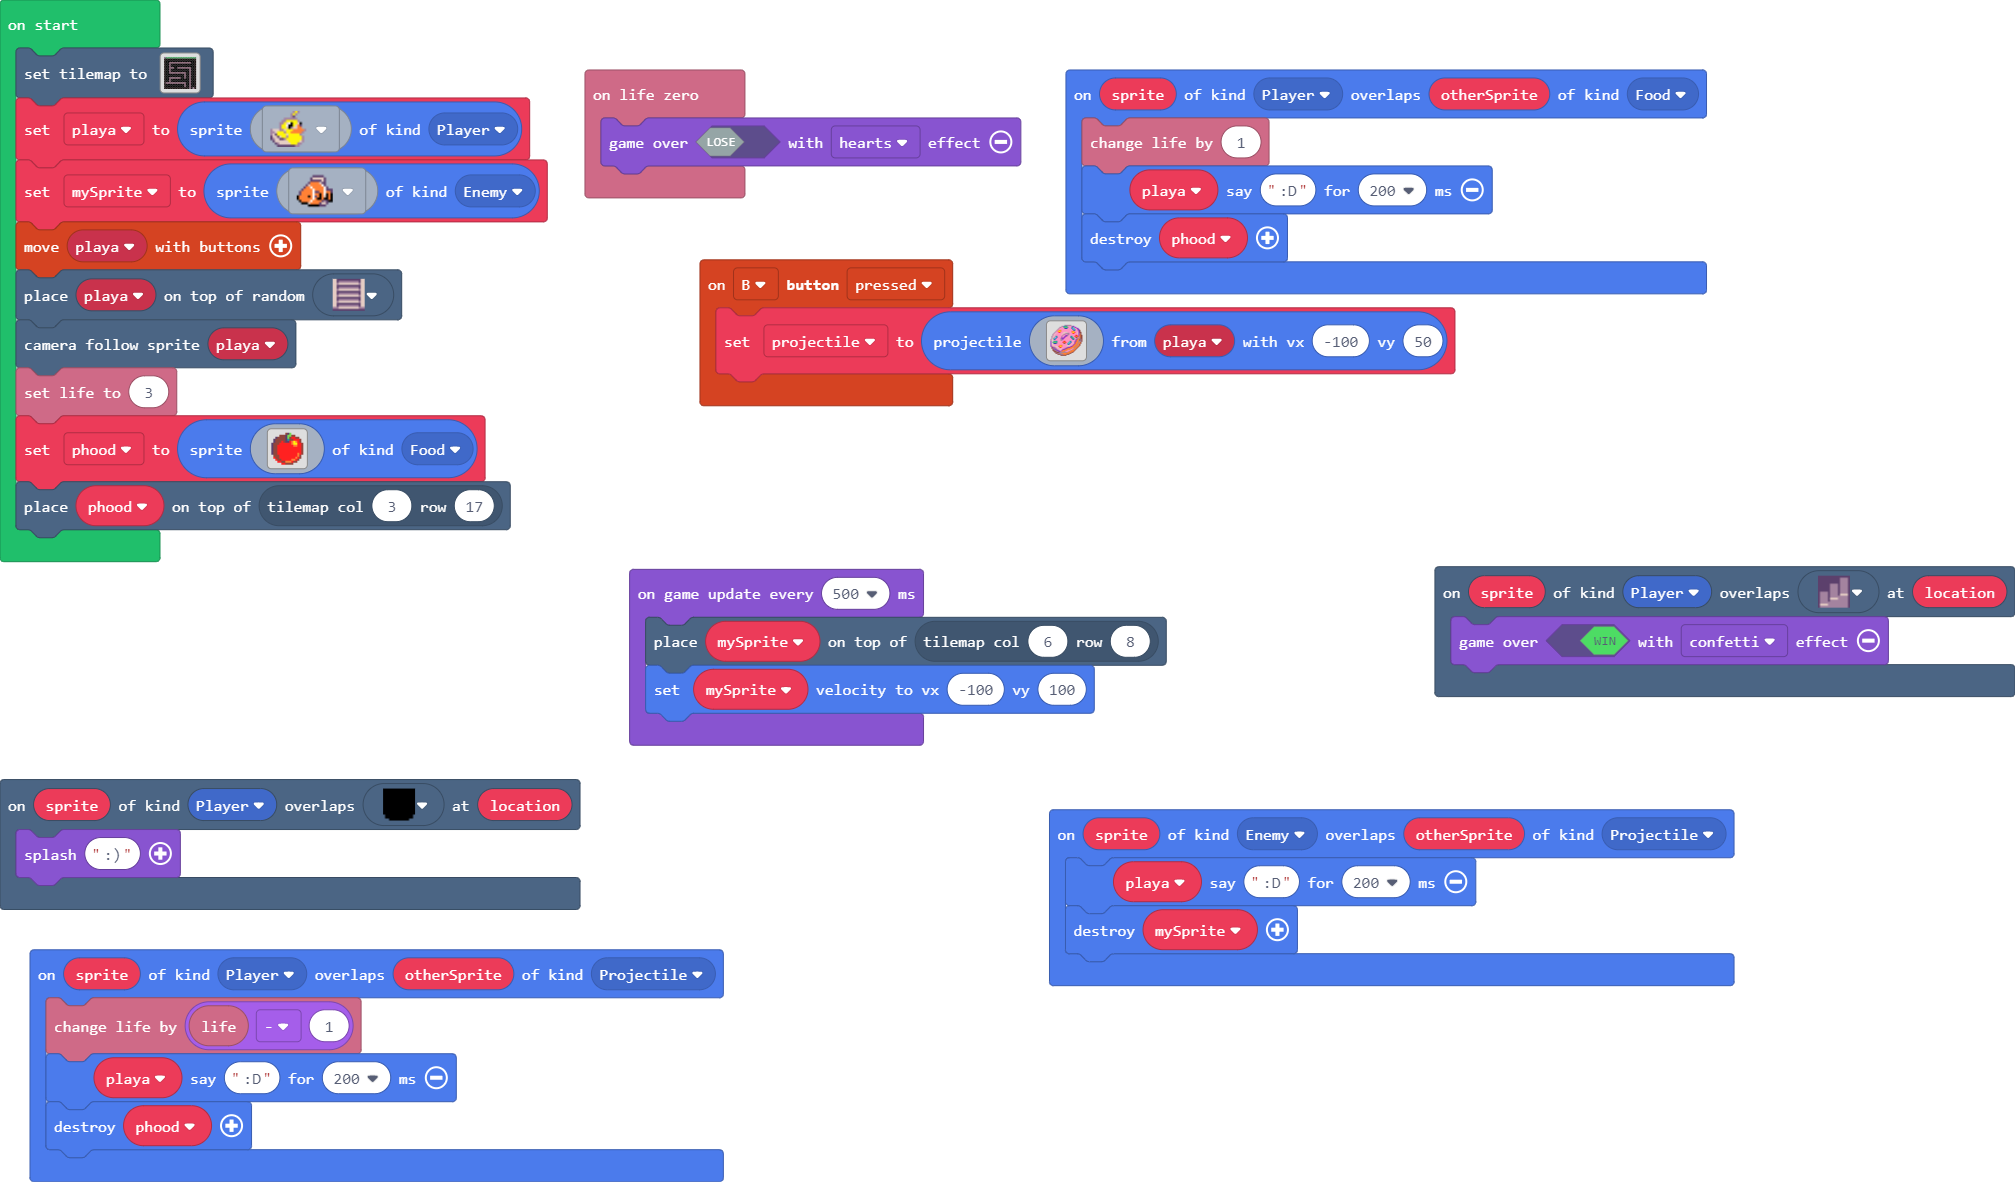 on start
set tilemap to
set playa to sprite of kind Player
set mySprite to sprite of kind Enemy
move playa with buttons
place playa on top of random
camera follow sprite playa
set life to 3
set phood to sprite of kind Food
place phood on top of tilemap col 3 row 17
on life zero
game over LOSE with hearts effect
on sprite of kind Player overlaps otherSprite of kind Food
change life by 1
playa say ":D" for 200 ms
destroy phood
on B button pressed
set projectile to projectile from playa with vx -100 vy 50
on game update every 500 ms
place mySprite on top of tilemap col 6 row 8
set mySprite velocity to vx -100 vy 100
on sprite of kind Player overlaps at location
game over WIN with confetti effect
on sprite of kind Player overlaps at location
splash ":)"
on sprite of kind Enemy overlaps otherSprite of kind Projectile
playa say ":D" for 200 ms
destroy mySprite
on sprite of kind Player overlaps otherSprite of kind Projectile
change life by life - 1
playa say ":D" for 200 ms
destroy phood